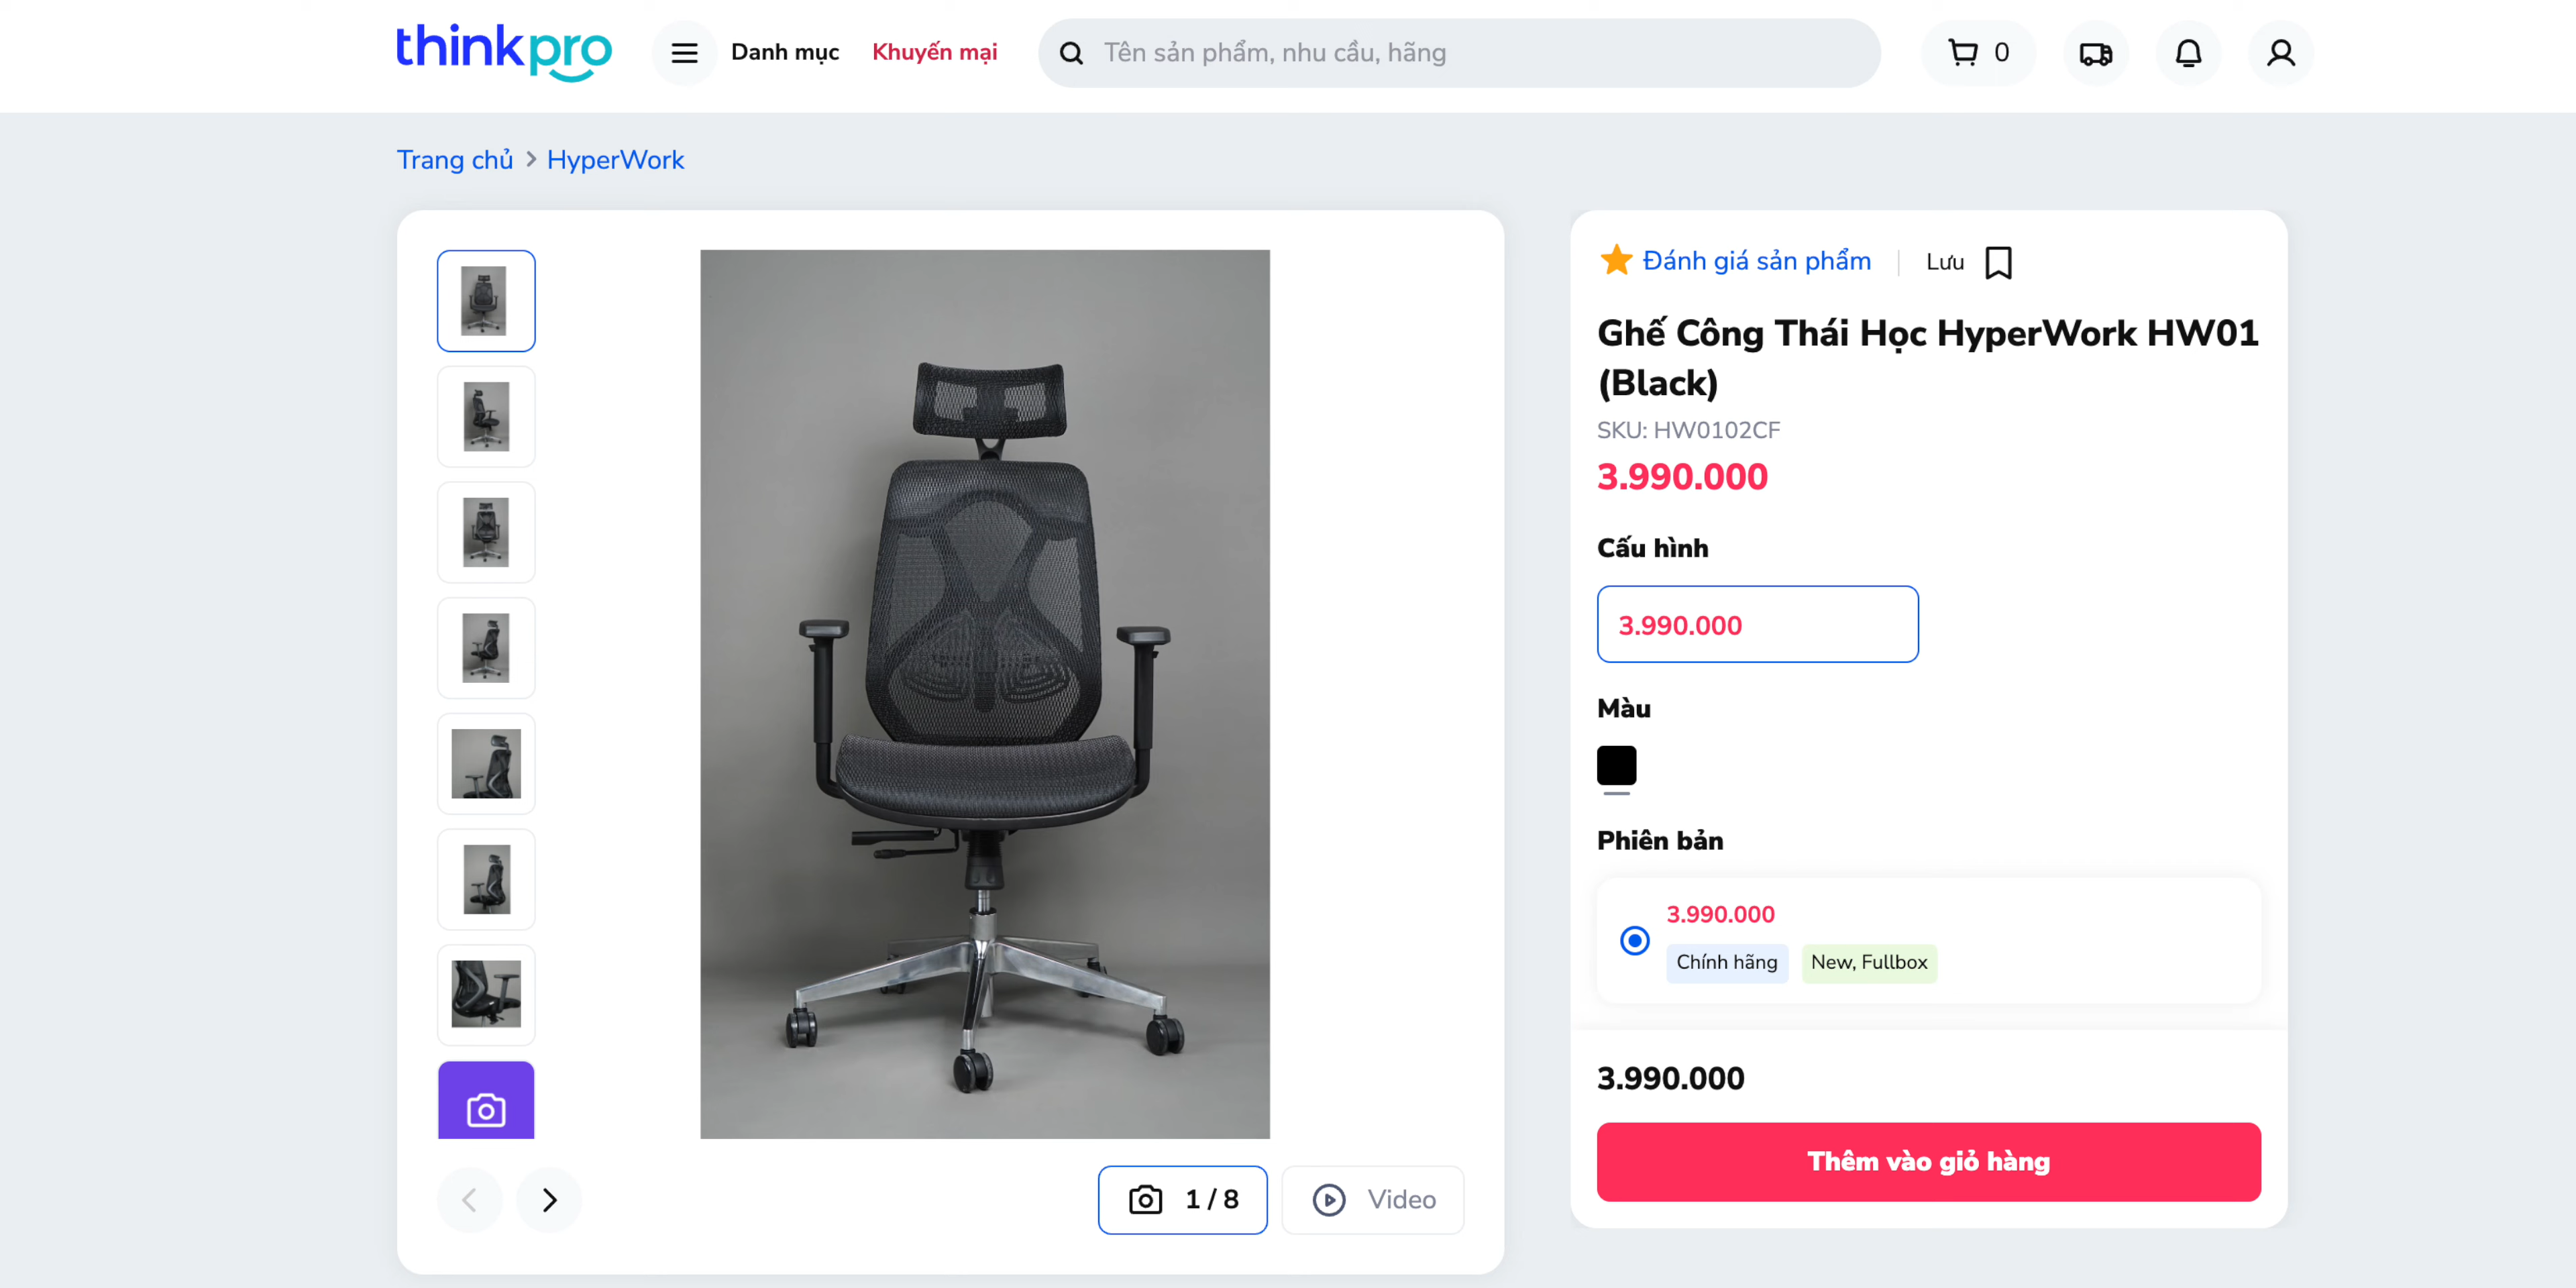 thinkpro
Danh mục
Khuyến mại
Tên sản phẩm, nhu cầu, hãng
0
Trang chủ > HyperWork
Đánh giá sản phẩm
Lưu
Ghế Công Thái Học HyperWork HW01
(Black)
SKU: HW0102CF
3.990.000
Cấu hình
3.990.000
Màu
Phiên bản
3.990.000
Chính hãng
New, Fullbox
3.990.000
Thêm vào giỏ hàng
1 / 8
Video